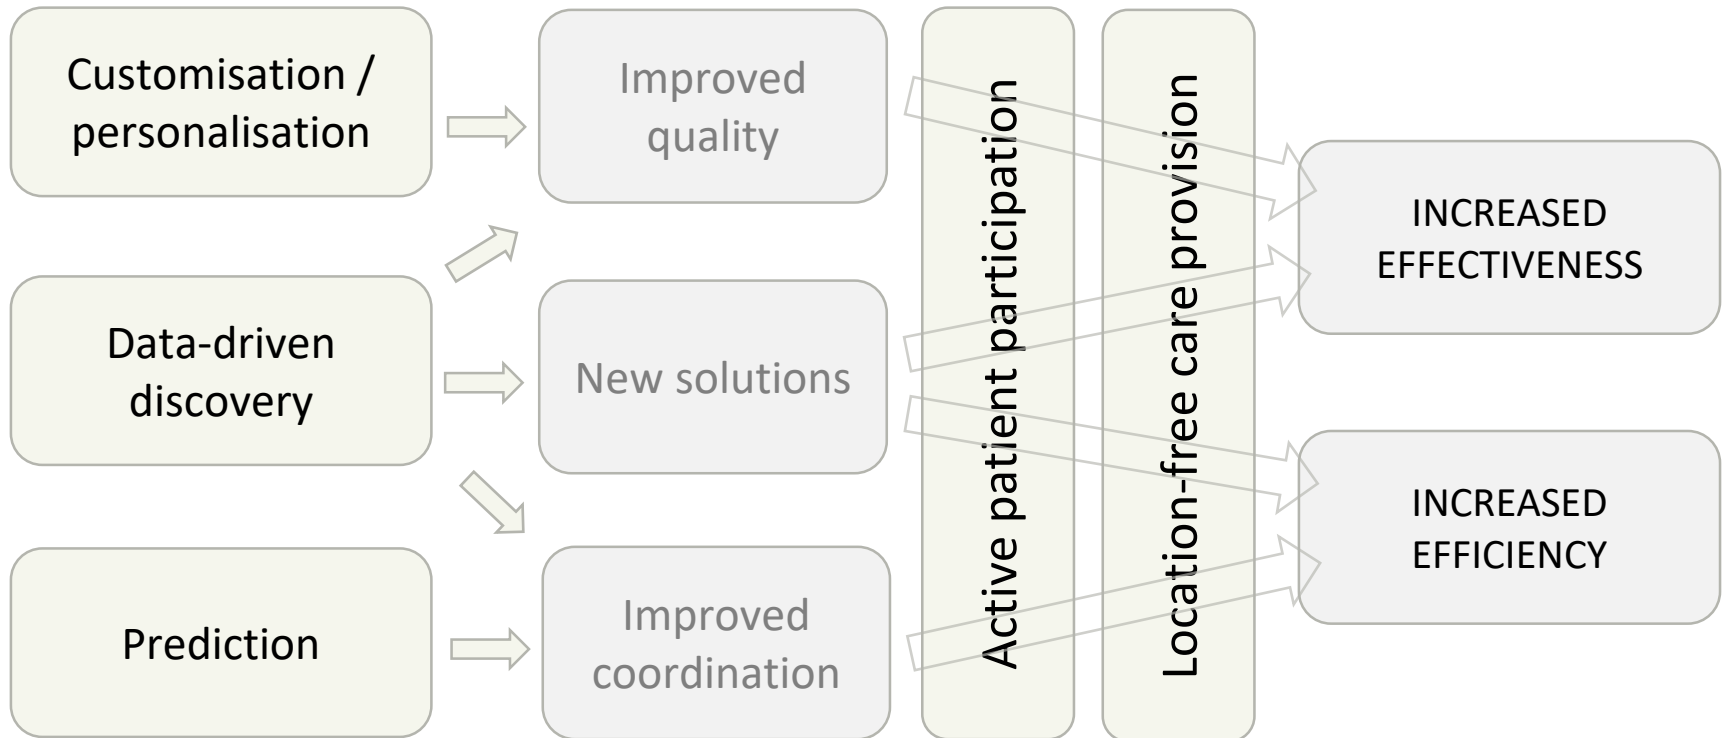 Customisation /
personalisation
Improved
quality
Data-driven
discovery
New solutions
Prediction
Improved
coordination
Active patient participation
Location-free care provision
INCREASED
EFFECTIVENESS
INCREASED
EFFICIENCY